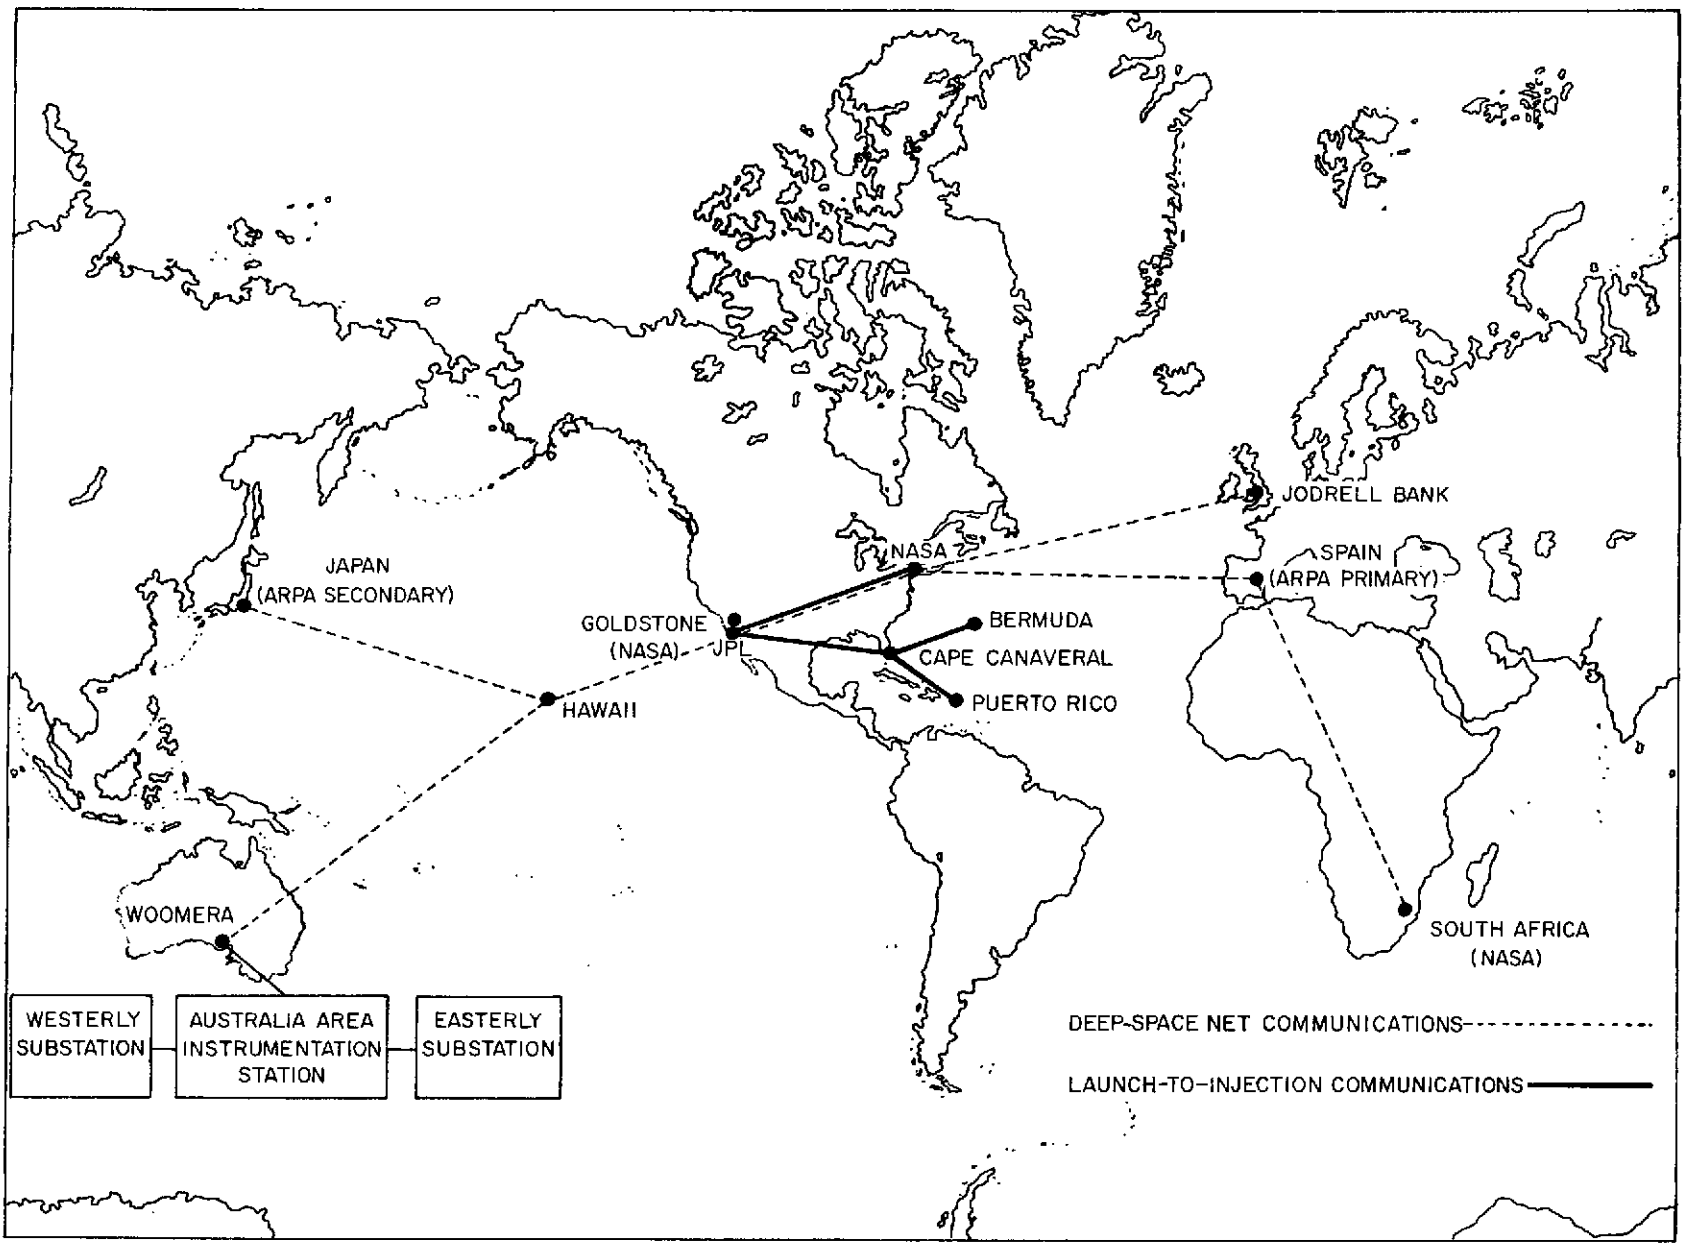 JODRELL BANK
NASA
SPAIN
(ARPA PRIMARY)
JAPAN
(ARPA SECONDARY)
GOLDSTONE
(NASA)
JPL
BERMUDA
CAPE CANAVERAL
PUERTO RICO
HAWAII
WOOMERA
SOUTH AFRICA
(NASA)
WESTERLY
SUBSTATION
AUSTRALIA AREA
INSTRUMENTATION
STATION
EASTERLY
SUBSTATION
DEEP-SPACE NET COMMUNICATIONS
LAUNCH-TO-INJECTION COMMUNICATIONS